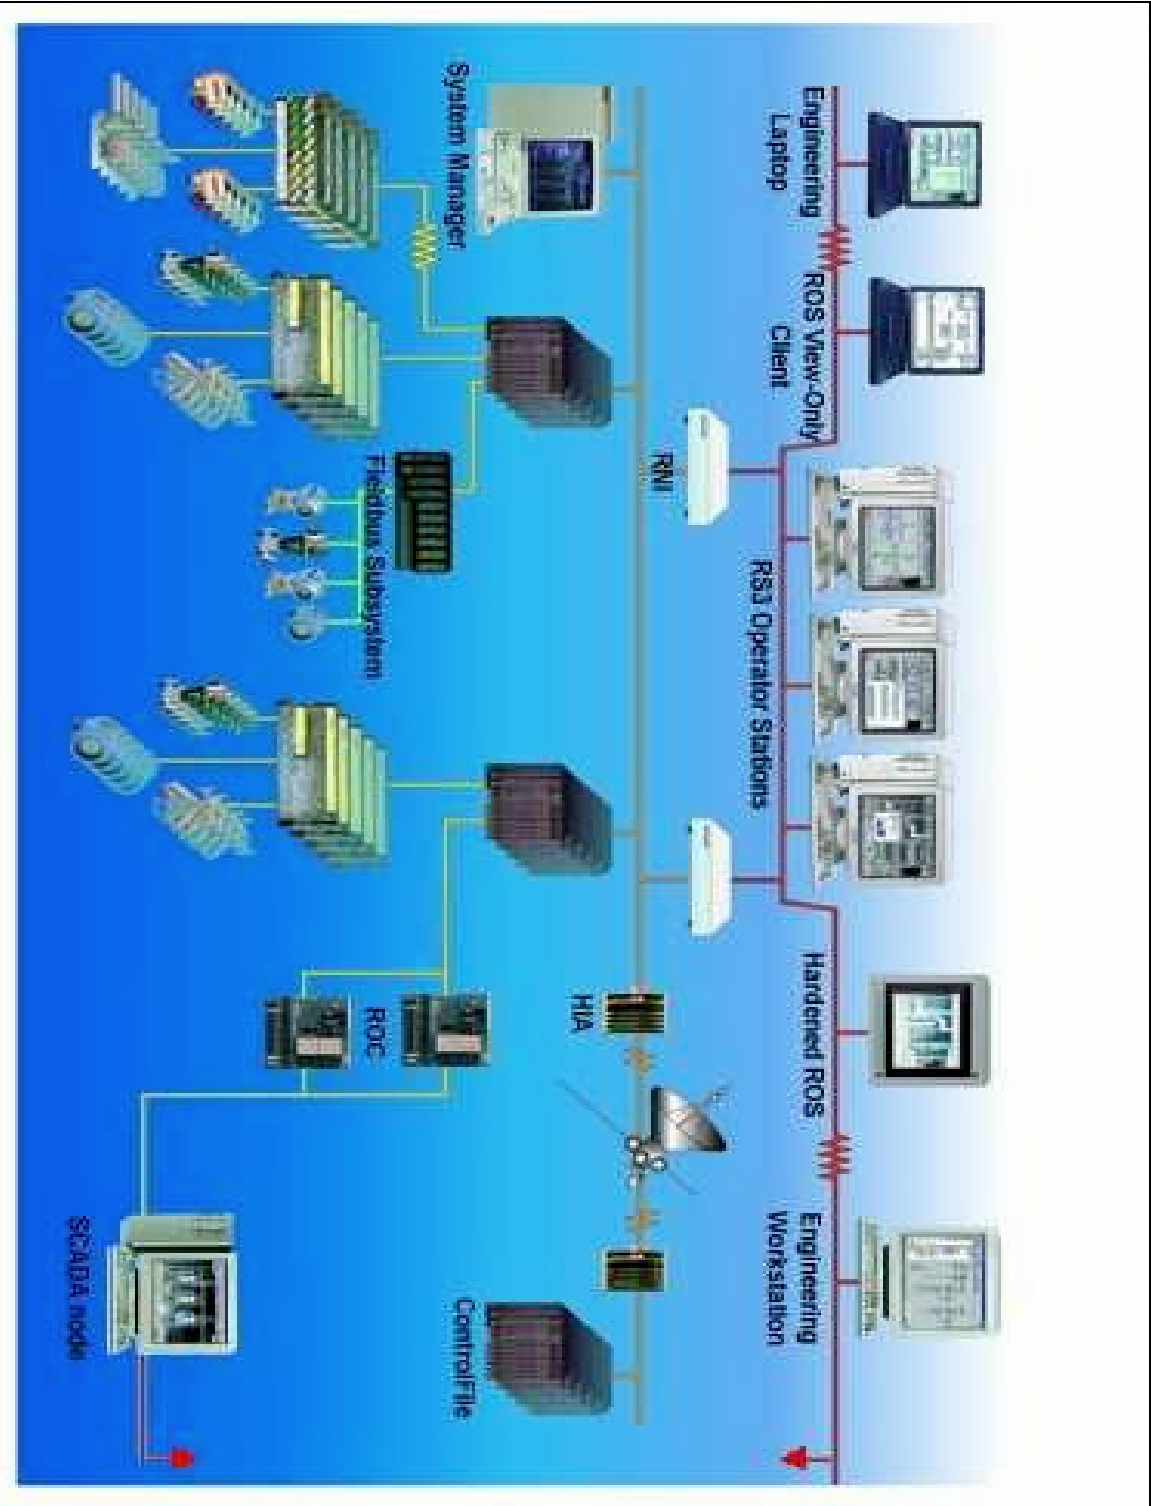 Engineering
Laptop
ROS View-Only
Client
RS3 Operator Stations
Hardened ROS
Engineering
Workstation
RNI
System Manager
HIA
ControlFile
Fieldbus Subsystem
ROC
SCADA node